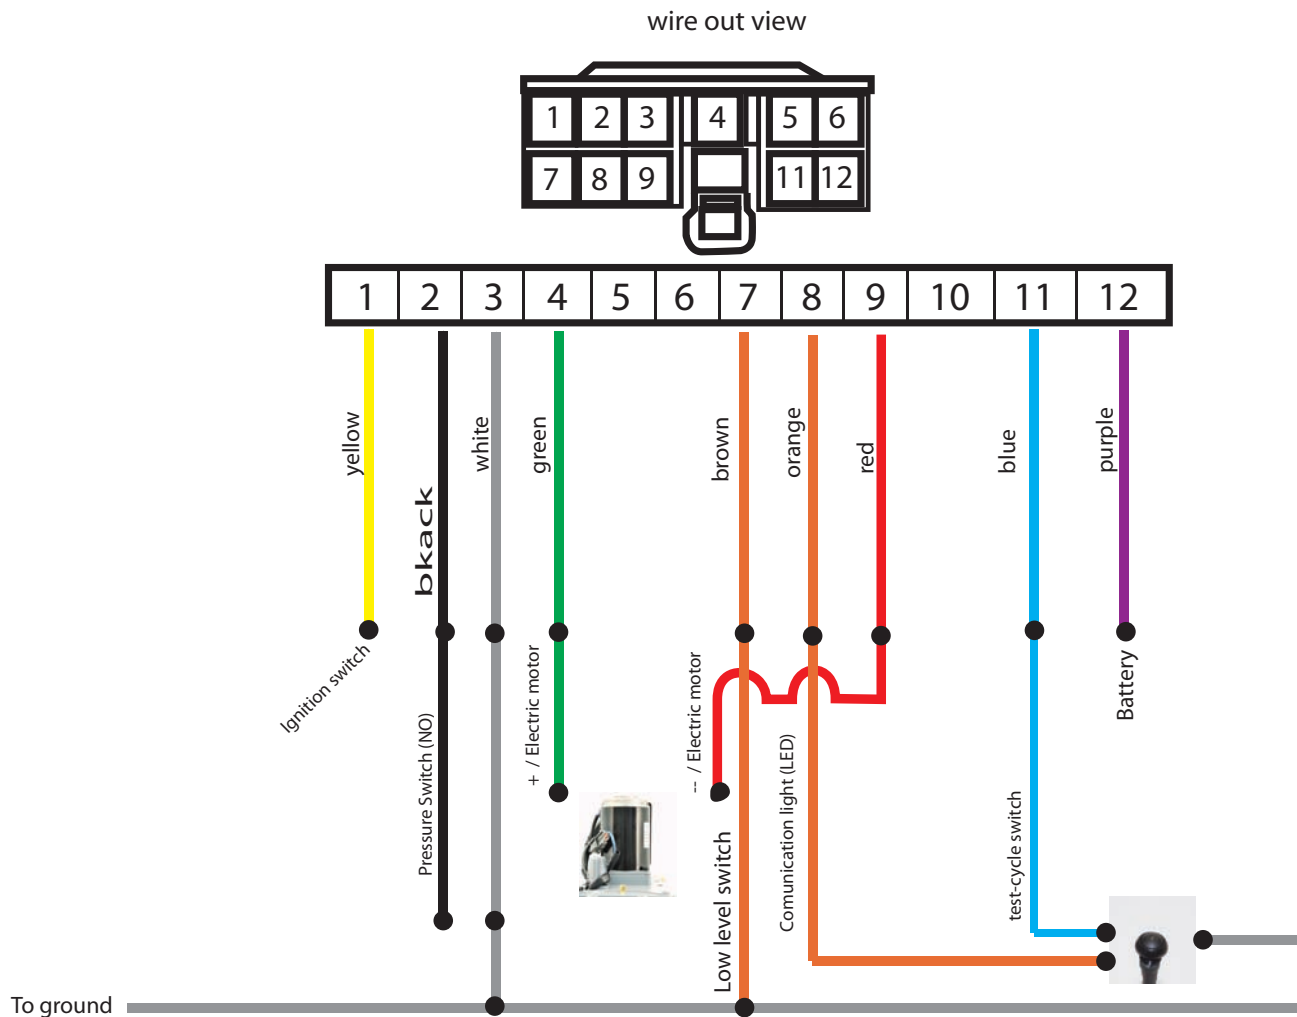 wire out view
1 2 3 4 5 6
7 8 9 11 12
1 2 3 4 5 6 7 8 9 10 11 12
yellow
bkack
white
green
brown
orange
red
blue
purple
Ignition switch
Pressure Switch (NO)
+ / Electric motor
-- / Electric motor
Low level switch
Comunication light (LED)
test-cycle switch
Battery
To ground